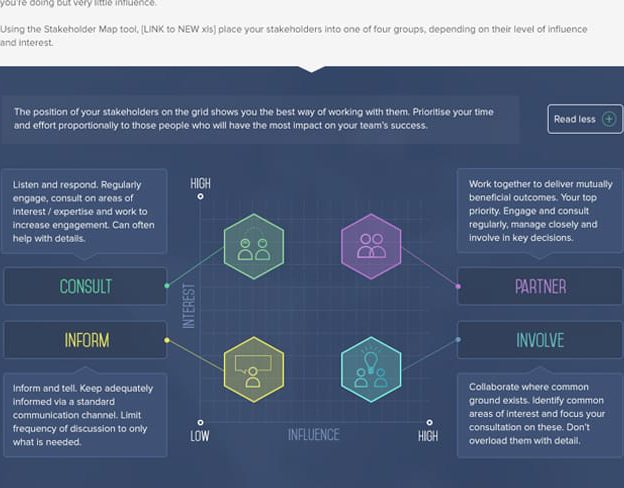 you're doing but very little influence.
Using the Stakeholder Map tool, [LINK to NEW xls] place your stakeholders into one of four groups, depending on their level of influence
and interest.
The position of your stakeholders on the grid shows you the best way of working with them. Prioritise your time
and effort proportionally to those people who will have the most impact on your team's success.
Read less
Listen and respond. Regularly
engage, consult on areas of
interest / expertise and work to
increase engagement. Can often
help with details.
HIGH
Work together to deliver mutually
beneficial outcomes. Your top
priority. Engage and consult
regularly, manage closely and
involve in key decisions.
CONSULT
PARTNER
INTEREST
INFORM
INVOLVE
Inform and tell. Keep adequately
informed via a standard
communication channel. Limit
frequency of discussion to only
what is needed.
Collaborate where common
ground exists. Identify common
areas of interest and focus your
consultation on these. Don't
overload them with detail.
LOW
INFLUENCE
HIGH